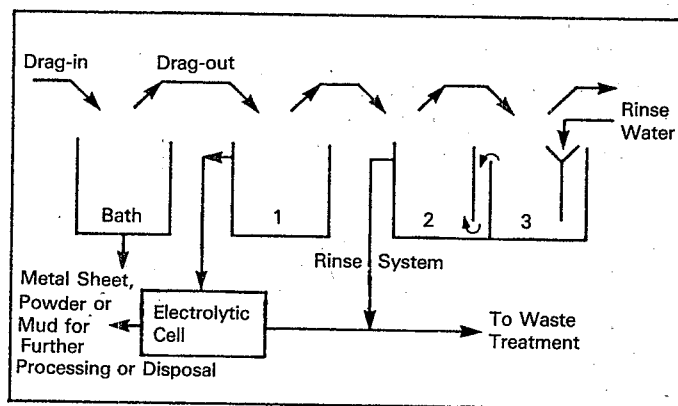 Drag-in
Drag-out
Rinse
Water
Bath
1
2
3
Rinse System
Metal Sheet,
Powder or
Mud for
Further
Processing or Disposal
Electrolytic
Cell
To Waste
Treatment